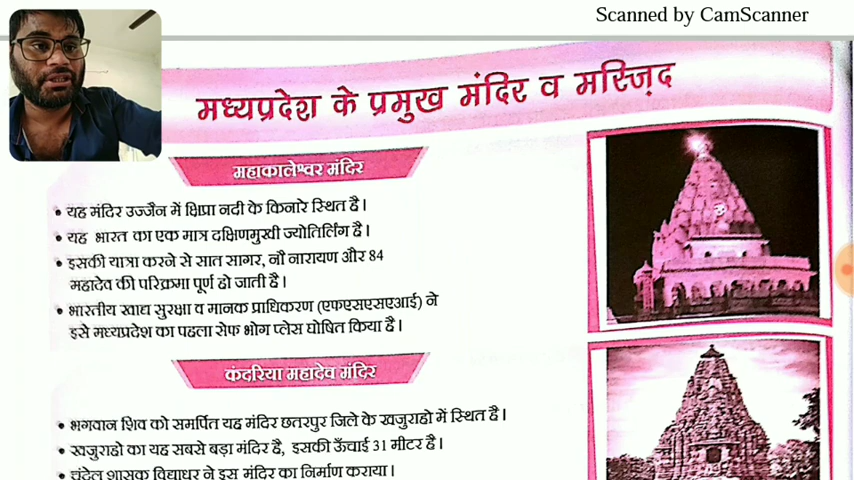 Scanned by CamScanner
मध्यप्रदेश के प्रमुख मंदिर व मस्जि़द
महाकालेश्वर मंदिर
• यह मंदिर उज्जैन में क्षिप्रा नदी के किनारे स्थित है।
• यह भारत का एक मात्र दक्षिणमुखी ज्योतिर्लिंग है।
• इसकी यात्रा करने से सात सागर, नौ नारायण और 84
महादेव की परिक्रमा पूर्ण हो जाती है।
• भारतीय खाद्य सुरक्षा व मानक प्राधिकरण (एफएसएसएआई) ने
इसे मध्यप्रदेश का पहला सेफ भोग प्लेस घोषित किया है।
कंदरिया महादेव मंदिर
• भगवान शिव को समर्पित यह मंदिर छतरपुर जिले के खजुराहो में स्थित है।
• खजुराहो का यह सबसे बड़ा मंदिर है, इसकी ऊँचाई 31 मीटर है।
• चंदेल शासक विद्याधर ने इस मंदिर का निर्माण कराया।